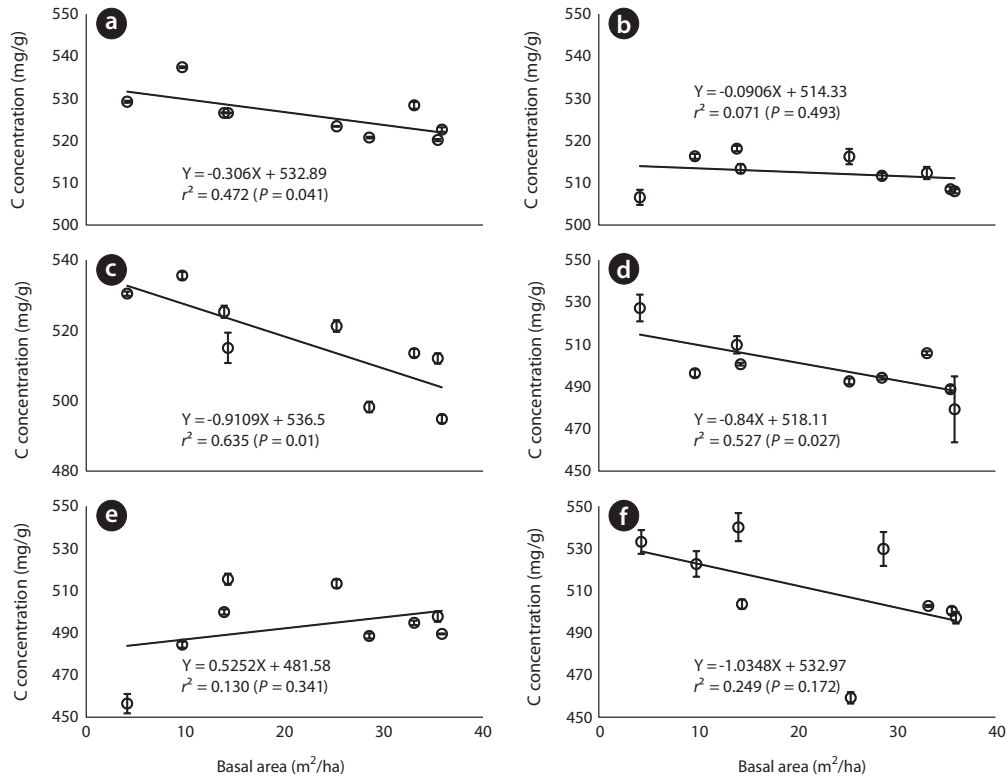 a
C concentration (mg/g)
550
540
530
520
510
500
Y = -0.306X + 532.89
r² = 0.472 (P = 0.041)
b
C concentration (mg/g)
550
540
530
520
510
500
Y = -0.0906X + 514.33
r² = 0.071 (P = 0.493)
c
C concentration (mg/g)
540
520
500
480
Y = -0.9109X + 536.5
r² = 0.635 (P = 0.01)
d
C concentration (mg/g)
550
530
510
490
470
450
Y = -0.84X + 518.11
r² = 0.527 (P = 0.027)
e
C concentration (mg/g)
550
530
510
490
470
450
Y = 0.5252X + 481.58
r² = 0.130 (P = 0.341)
0 10 20 30 40
Basal area (m²/ha)
f
C concentration (mg/g)
550
530
510
490
470
450
Y = -1.0348X + 532.97
r² = 0.249 (P = 0.172)
0 10 20 30 40
Basal area (m²/ha)